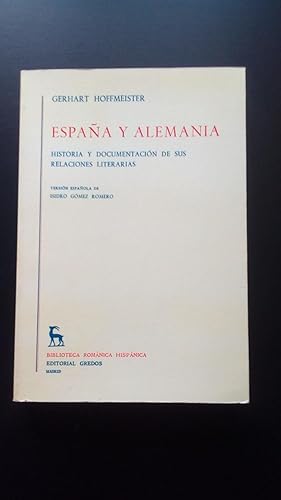 GERHART HOFFMEISTER
ESPAÑA Y ALEMANIA
HISTORIA Y DOCUMENTACIÓN DE SUS
RELACIONES LITERARIAS
VERSIÓN ESPAÑOLA DE
ISIDRO GÓMEZ ROMERO
BIBLIOTECA ROMÁNICA HISPÁNICA
EDITORIAL GREDOS
MADRID